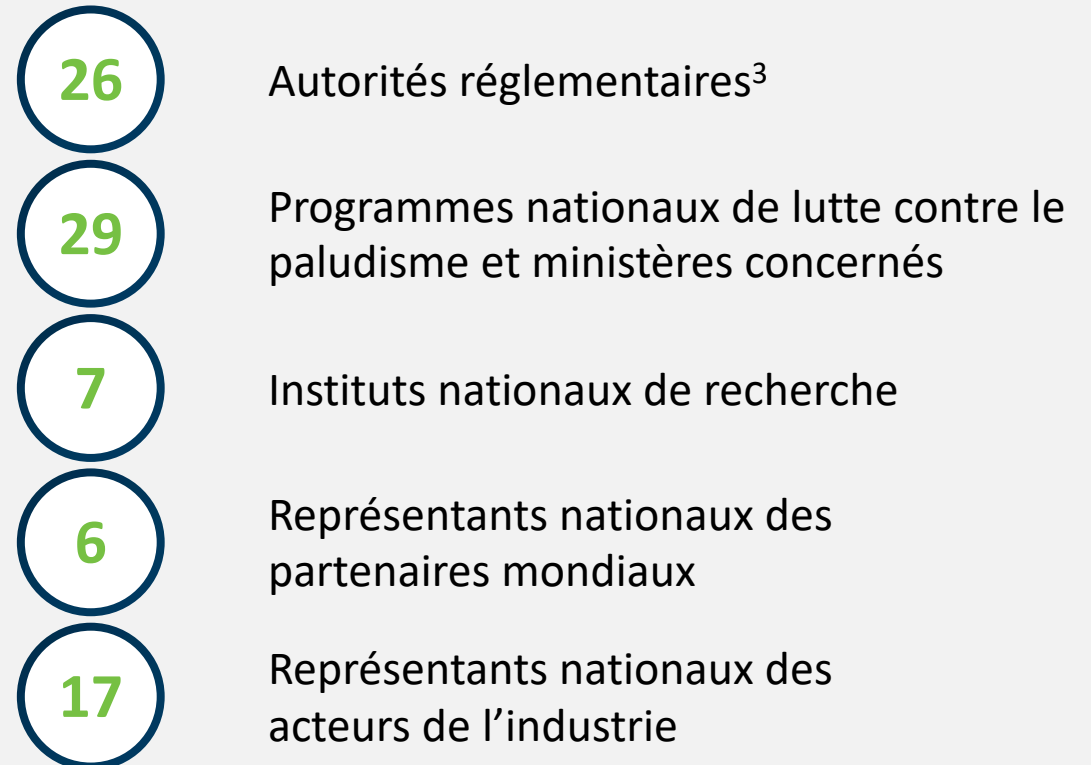 26
Autorités réglementaires³
29
Programmes nationaux de lutte contre le
paludisme et ministères concernés
7
Instituts nationaux de recherche
6
Représentants nationaux des
partenaires mondiaux
17
Représentants nationaux des
acteurs de l’industrie